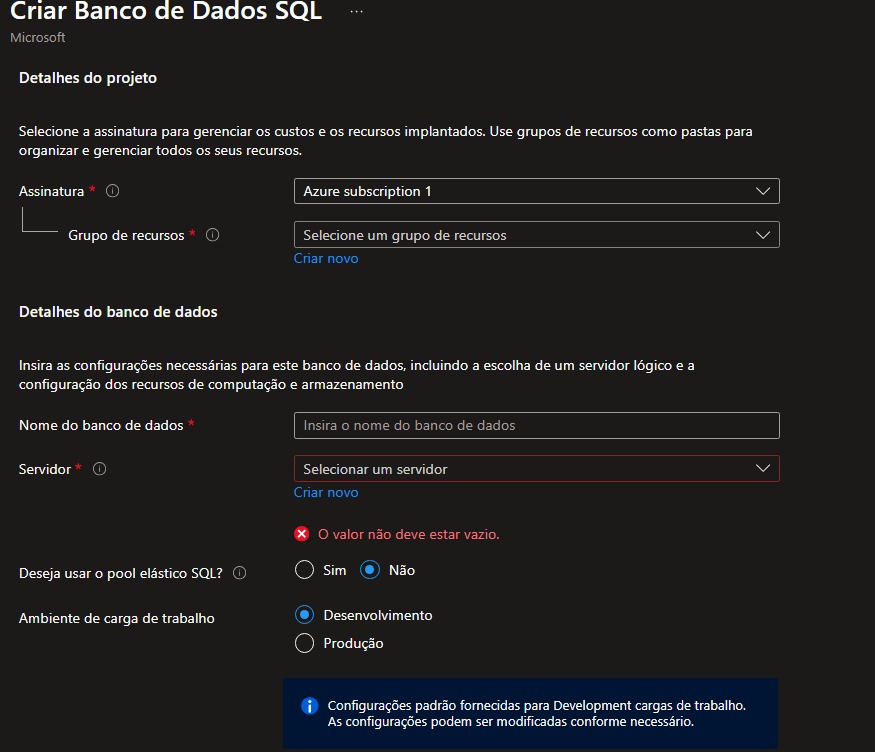 Criar Banco de Dados SQL ...
Microsoft
Detalhes do projeto
Selecione a assinatura para gerenciar os custos e os recursos implantados. Use grupos de recursos como pastas para
organizar e gerenciar todos os seus recursos.
Assinatura *
Azure subscription 1
Grupo de recursos *
Selecione um grupo de recursos
Criar novo
Detalhes do banco de dados
Insira as configurações necessárias para este banco de dados, incluindo a escolha de um servidor lógico e a
configuração dos recursos de computação e armazenamento
Nome do banco de dados *
Insira o nome do banco de dados
Servidor *
Selecionar um servidor
Criar novo
O valor não deve estar vazio.
Deseja usar o pool elástico SQL?
Sim
Não
Ambiente de carga de trabalho
Desenvolvimento
Produção
Configurações padrão fornecidas para Development cargas de trabalho.
As configurações podem ser modificadas conforme necessário.